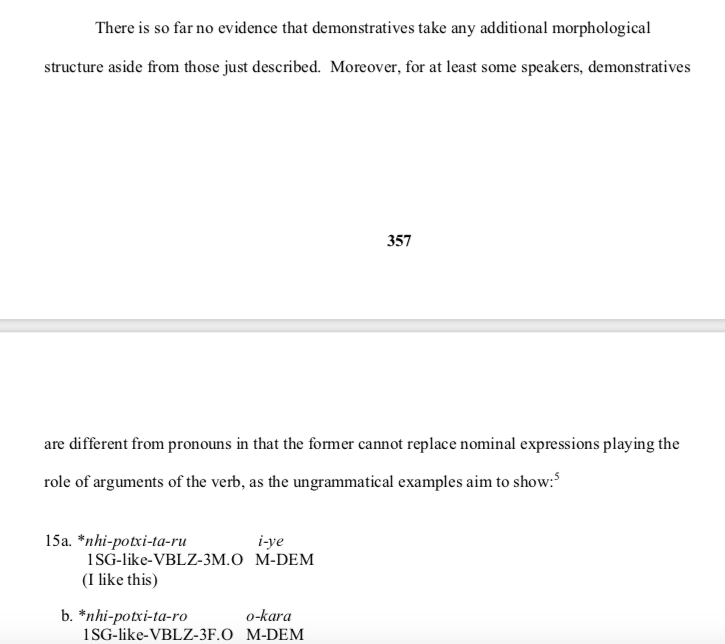 There is so far no evidence that demonstratives take any additional morphological
structure aside from those just described. Moreover, for at least some speakers, demonstratives
357
are different from pronouns in that the former cannot replace nominal expressions playing the
role of arguments of the verb, as the ungrammatical examples aim to show:⁵
15a. *nhi-potxi-ta-ru i-ye
1SG-like-VBLZ-3M.O M-DEM
(I like this)
b. *nhi-potxi-ta-ro o-kara
1SG-like-VBLZ-3F.O M-DEM